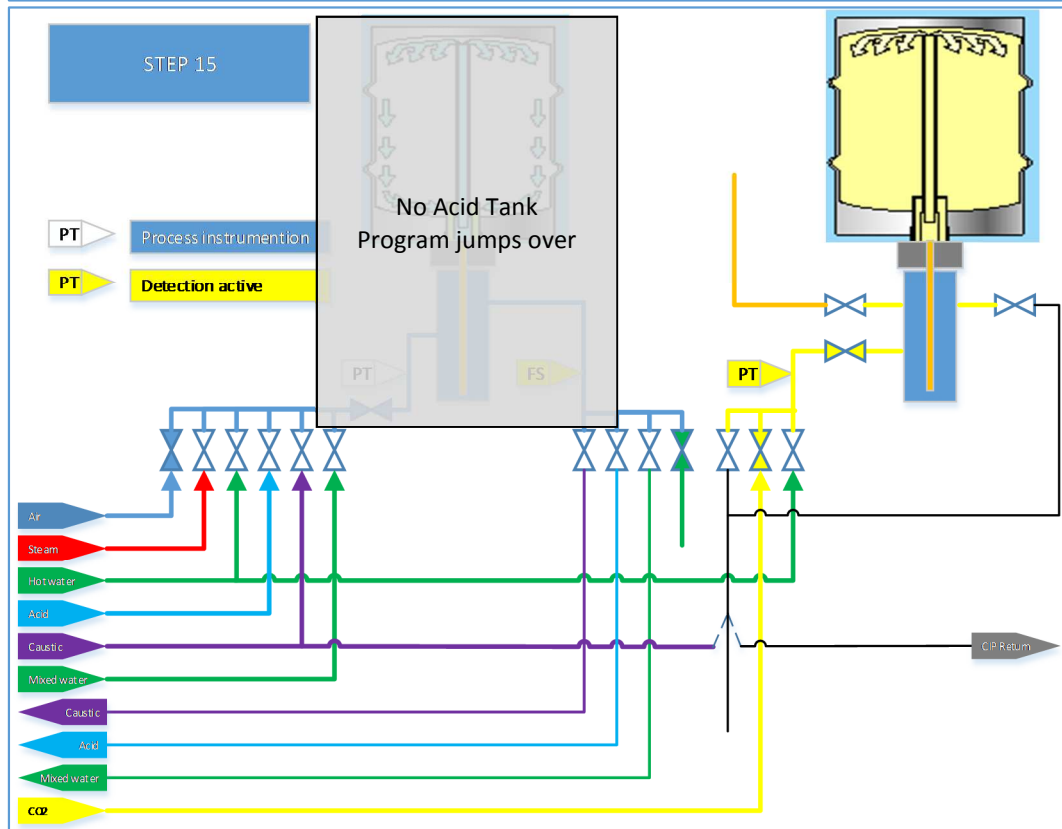 STEP 15
No Acid Tank
Program jumps over
PT
Process instrumention
PT
Detection active
PT
FS
PT
Air
Steam
Hot water
Acid
Caustic
Mixed water
Caustic
Acid
Mixed water
CO2
CIP Return